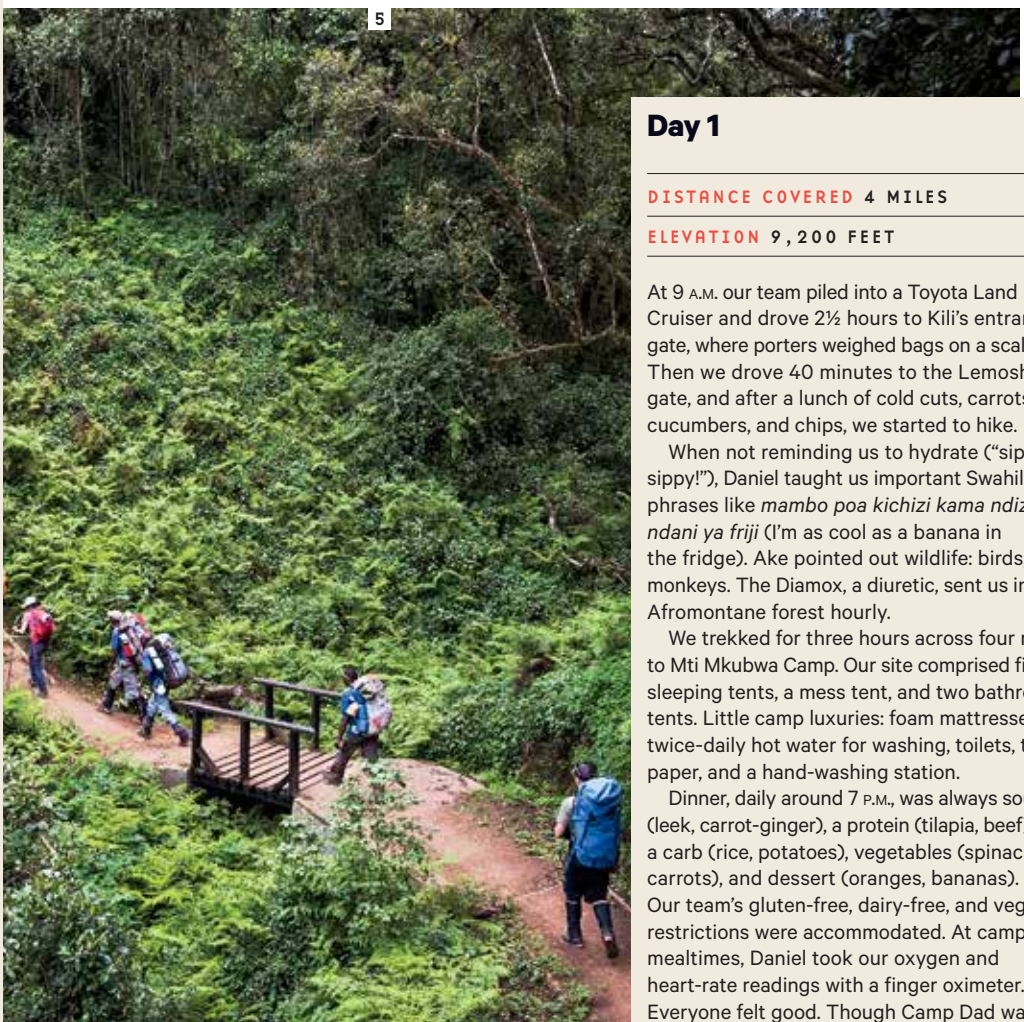 5
Day 1
DISTANCE COVERED 4 MILES
ELEVATION 9,200 FEET
At 9 A.M. our team piled into a Toyota Land
Cruiser and drove 2½ hours to Kili’s
gate, where porters weighed bags on a
Then we drove 40 minutes to the
gate, and after a lunch of cold cuts,
cucumbers, and chips, we started to hike.
When not reminding us to hydrate (“sip
sippy!”), Daniel taught us important
phrases like mambo poa kichizi kama
ndani ya friji (I’m as cool as a banana in
the fridge). Ake pointed out wildlife: birds,
monkeys. The Diamox, a diuretic, sent us
Afromontane forest hourly.
We trekked for three hours across four
to Mti Mkubwa Camp. Our site comprised
sleeping tents, a mess tent, and two
tents. Little camp luxuries: foam
twice-daily hot water for washing, toilets,
paper, and a hand-washing station.
Dinner, daily around 7 P.M., was always
(leek, carrot-ginger), a protein (tilapia, beef
a carb (rice, potatoes), vegetables
carrots), and dessert (oranges, bananas).
Our team’s gluten-free, dairy-free, and
restrictions were accommodated. At camp
mealtimes, Daniel took our oxygen and
heart-rate readings with a finger oximeter.
Everyone felt good. Though Camp Dad